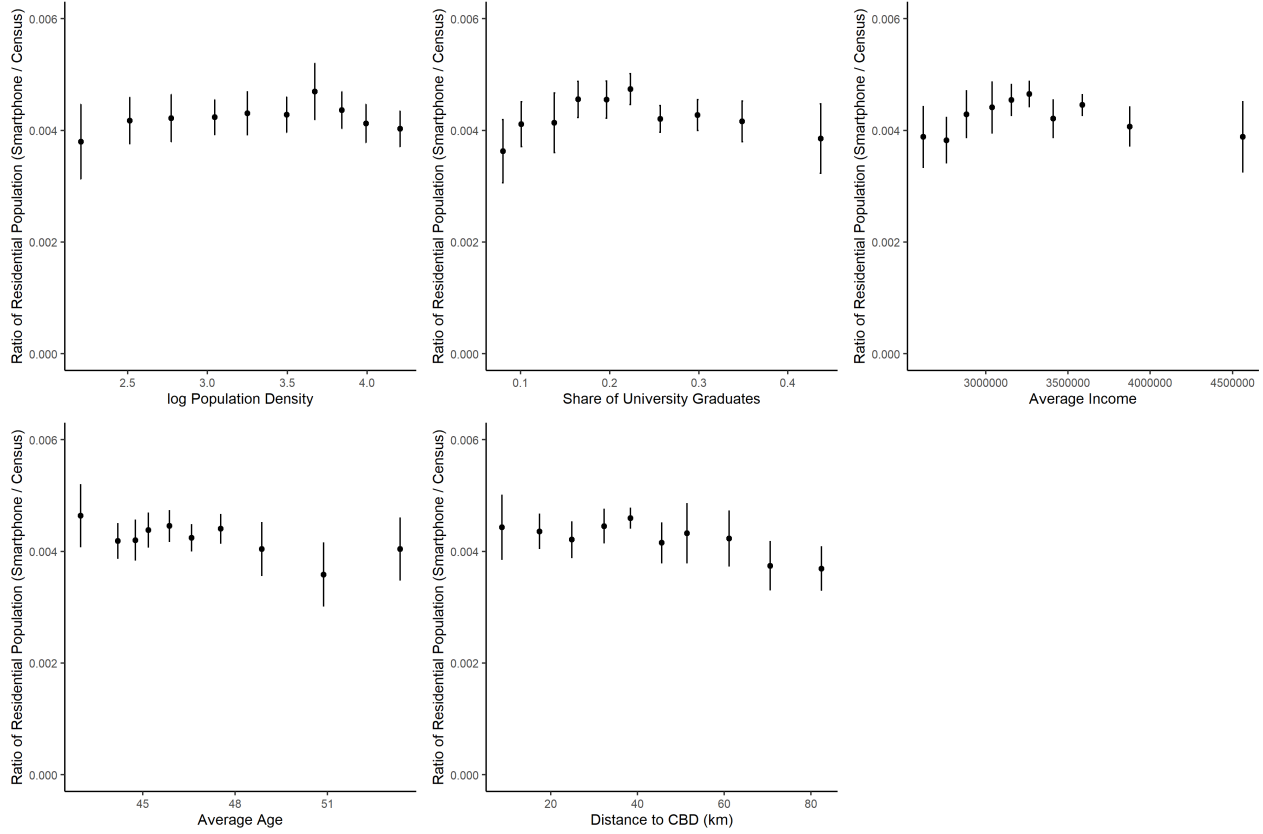 Ratio of Residential Population (Smartphone / Census)
0.006
0.004
0.002
0.000
2.5 3.0 3.5 4.0
log Population Density
Ratio of Residential Population (Smartphone / Census)
0.006
0.004
0.002
0.000
0.1 0.2 0.3 0.4
Share of University Graduates
Ratio of Residential Population (Smartphone / Census)
0.006
0.004
0.002
0.000
3000000 3500000 4000000 4500000
Average Income
Ratio of Residential Population (Smartphone / Census)
0.006
0.004
0.002
0.000
45 48 51
Average Age
Ratio of Residential Population (Smartphone / Census)
0.006
0.004
0.002
0.000
20 40 60 80
Distance to CBD (km)